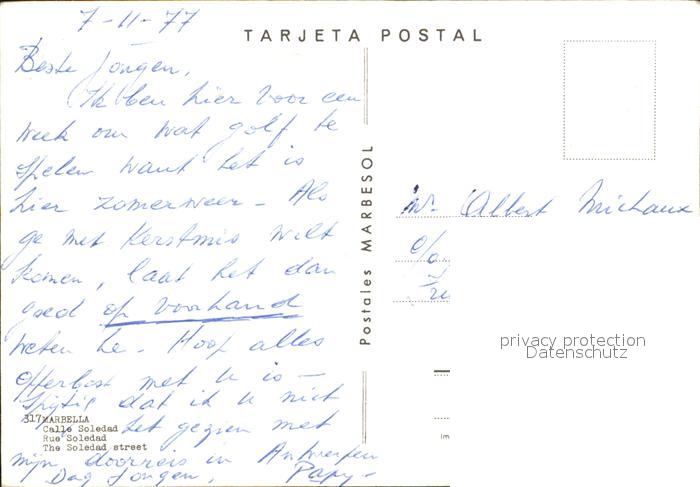 7-11-77
TARJETA POSTAL
Beste Jongen,
Ik ben hier voor een
week om wat golf te
spelen want het is
hier zomerweer - Als
ge met Kerstmis wilt
komen, laat het dan
goed op voorhand
weten he - Hoop alles
opperbest met U is -
Spijtig dat ik U niet
het gezien met
mijn doorreis in Antwerpen
Dag Jongen,
Papy-
317 MARBELLA
Calle Soledad
Rue Soledad
The Soledad street
Postales MARBESOL
Mr. Albert Michaux
c/o
privacy protection
Datenschutz
Im